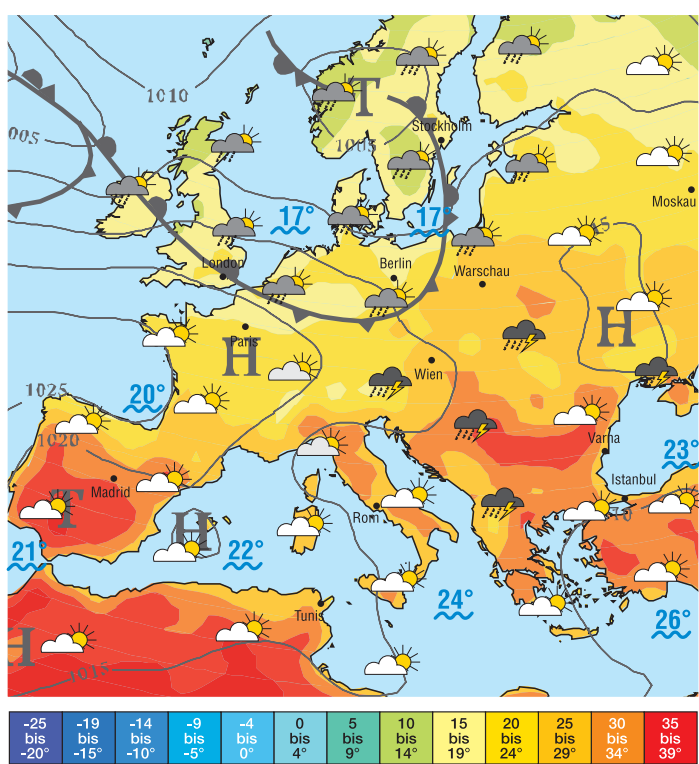 1010
T
005
1005
Stockholm
Moskau
17°
17°
15
London
Berlin
Warschau
H
Paris
H
Wien
1025
20°
1020
Varna
23°
Madrid
T
Istanbul
H
Rom
10
21°
22°
24°
26°
Tunis
H
1015
-25 bis -20°
-19 bis -15°
-14 bis -10°
-9 bis -5°
-4 bis 0°
0 bis 4°
5 bis 9°
10 bis 14°
15 bis 19°
20 bis 24°
25 bis 29°
30 bis 34°
35 bis 39°